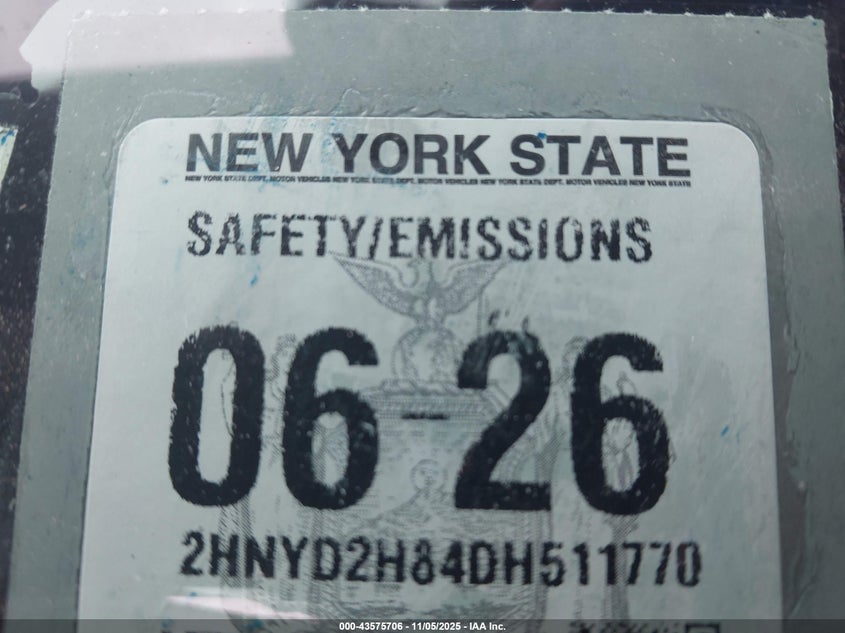 NEW YORK STATE
NEW YORK STATE DEPT. MOTOR VEHICLES NEW YORK STATE DEPT. MOTOR VEHICLES NEW YORK STATE DEPT. MOTOR VEHICLES NEW YORK STATE
SAFETY/EMISSIONS
06-26
2HNYD2H84DH511770
000-43575706 - 11/05/2025 - IAA Inc.